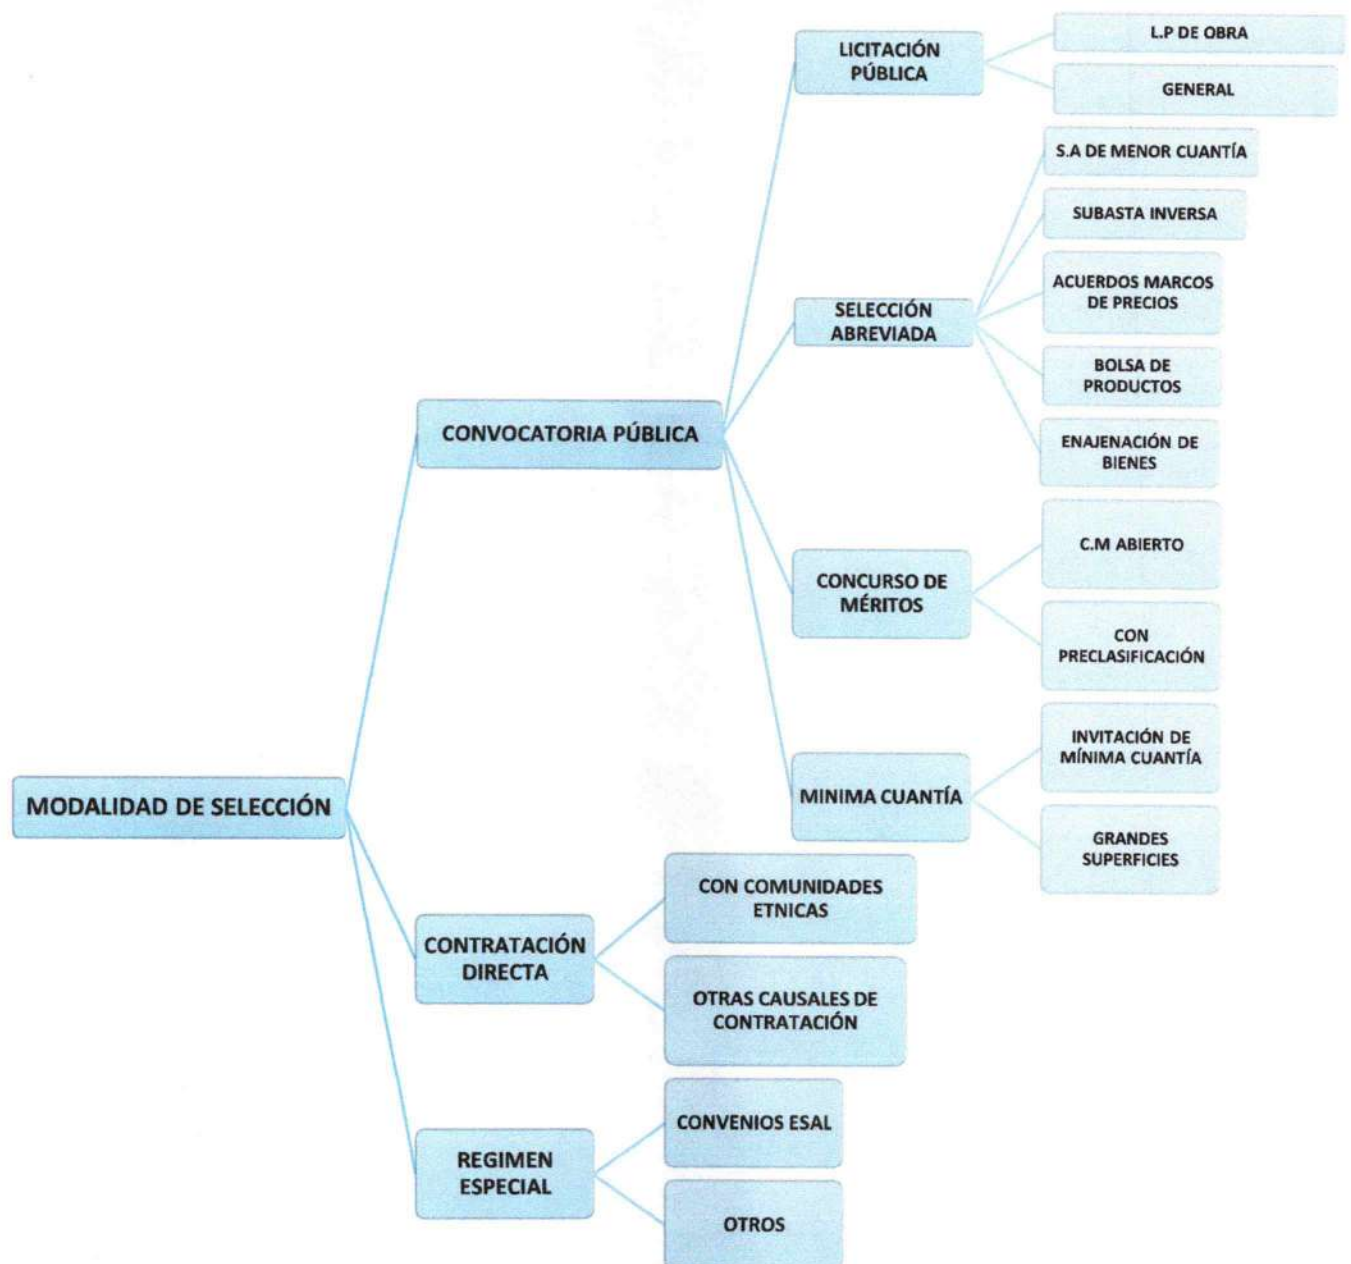 LICITACIÓN
PÚBLICA
L.P DE OBRA
GENERAL
S.A DE MENOR CUANTÍA
SUBASTA INVERSA
ACUERDOS MARCOS
DE PRECIOS
SELECCIÓN
ABREVIADA
BOLSA DE
PRODUCTOS
ENAJENACIÓN DE
BIENES
CONVOCATORIA PÚBLICA
C.M ABIERTO
CONCURSO DE
MÉRITOS
CON
PRECLASIFICACIÓN
INVITACIÓN DE
MÍNIMA CUANTÍA
MINIMA CUANTÍA
GRANDES
SUPERFICIES
MODALIDAD DE SELECCIÓN
CON COMUNIDADES
ETNICAS
CONTRATACIÓN
DIRECTA
OTRAS CAUSALES DE
CONTRATACIÓN
CONVENIOS ESAL
REGIMEN
ESPECIAL
OTROS